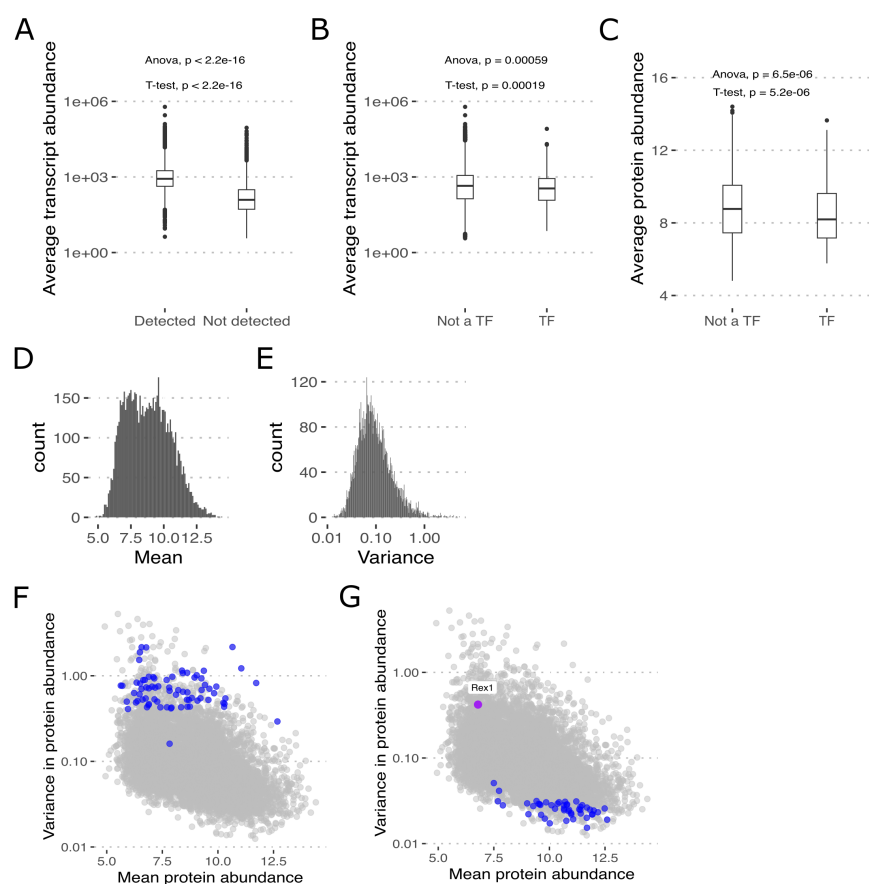 A
B
C
Average transcript abundance
Anova, p < 2.2e-16
T-test, p < 2.2e-16
1e+06
1e+03
1e+00
Detected Not detected
Average transcript abundance
Anova, p = 0.00059
T-test, p = 0.00019
1e+06
1e+03
1e+00
Not a TF TF
Average protein abundance
Anova, p = 6.5e-06
T-test, p = 5.2e-06
16
12
8
4
Not a TF TF
D
E
count
150
100
50
0
5.0 7.5 10.0 12.5
Mean
count
120
80
40
0
0.01 0.10 1.00
Variance
F
G
Variance in protein abundance
1.00
0.10
0.01
5.0 7.5 10.0 12.5
Mean protein abundance
Variance in protein abundance
1.00
Rex1
0.10
0.01
5.0 7.5 10.0 12.5
Mean protein abundance